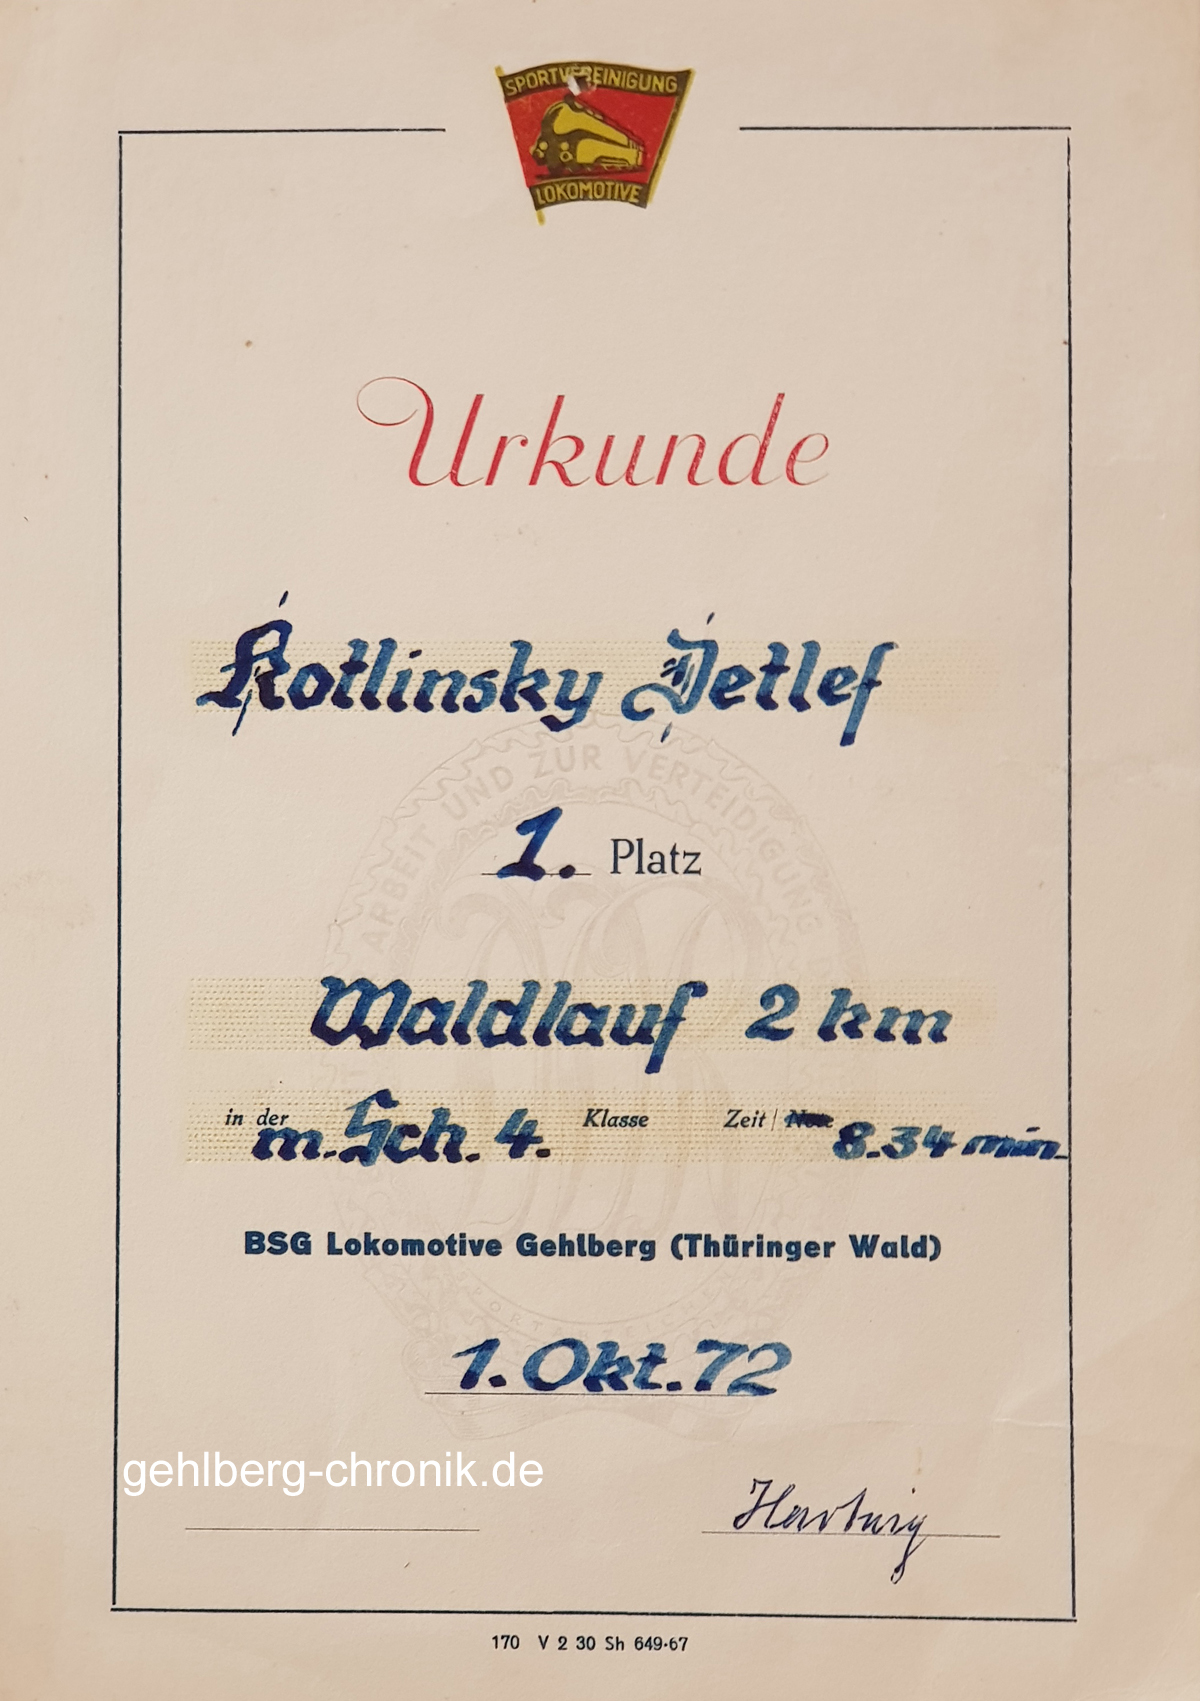 SPORTVEREINIGUNG
LOKOMOTIVE
Urkunde
Kotlinsky Detlef
ARBEIT UND ZUR VERTEIDIGUNG
1. Platz
Waldlauf 2 km
in der m. Sch. 4. Klasse Zeit | Note 8.34 min.
BSG Lokomotive Gehlberg (Thüringer Wald)
1. Okt. 72
gehlberg-chronik.de
Hartwig
170 V 2 30 Sh 649·67